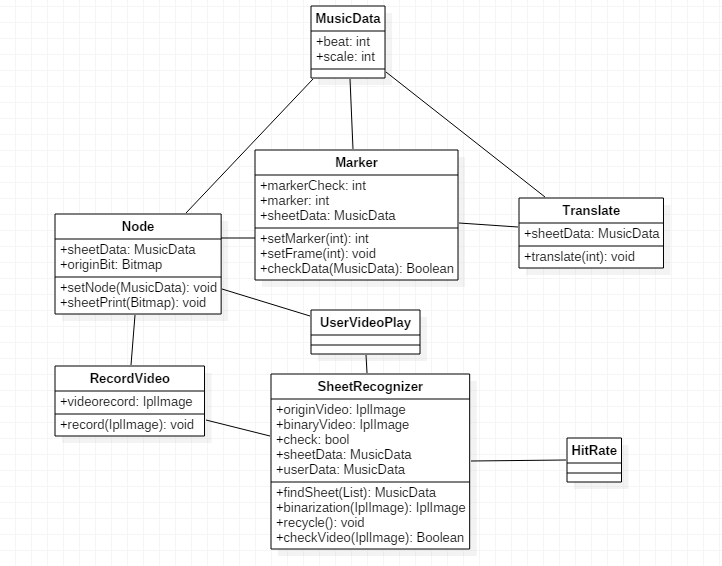 MusicData
+beat: int
+scale: int
Marker
+markerCheck: int
+marker: int
+sheetData: MusicData
+setMarker(int): int
+setFrame(int): void
+checkData(MusicData): Boolean
Translate
+sheetData: MusicData
+translate(int): void
Node
+sheetData: MusicData
+originBit: Bitmap
+setNode(MusicData): void
+sheetPrint(Bitmap): void
UserVideoPlay
RecordVideo
+videorecord: IplImage
+record(IplImage): void
SheetRecognizer
+originVideo: IplImage
+binaryVideo: IplImage
+check: bool
+sheetData: MusicData
+userData: MusicData
+findSheet(List): MusicData
+binarization(IplImage): IplImage
+recycle(): void
+checkVideo(IplImage): Boolean
HitRate